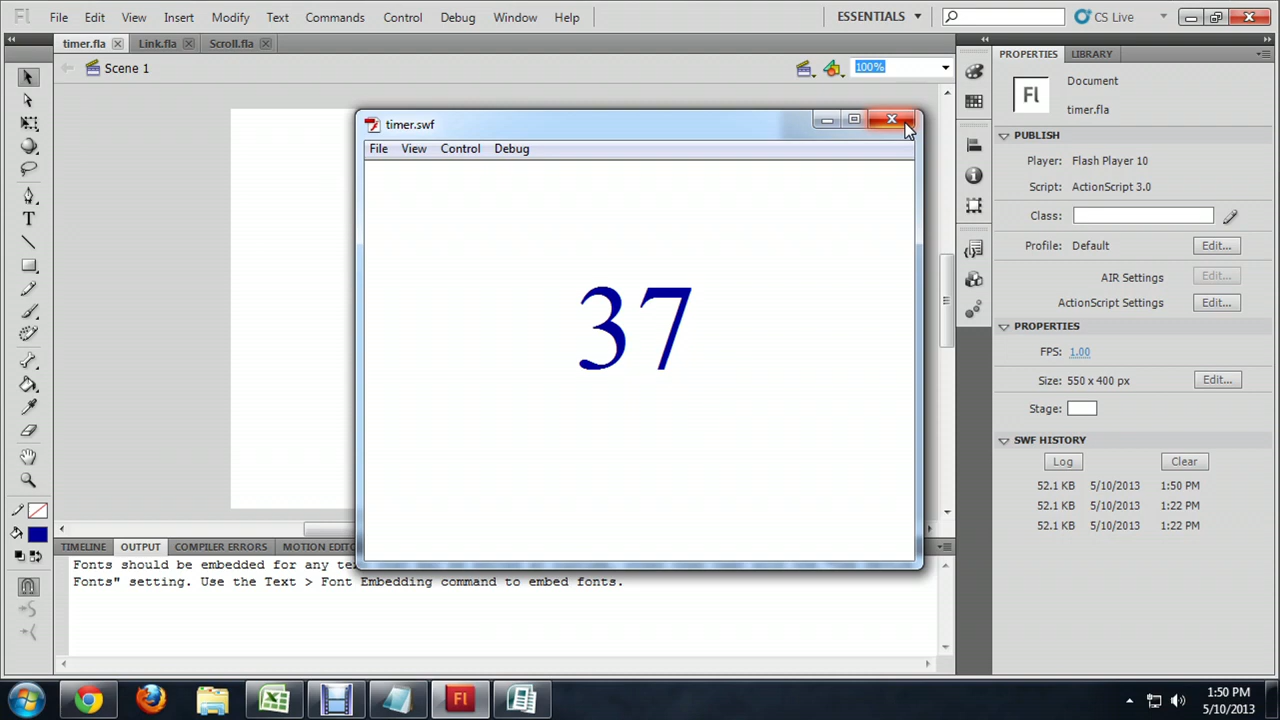 Fl File Edit View Insert Modify Text Commands Control Debug Window Help ESSENTIALS CS Live
timer.fla Link.fla Scroll.fla
Scene 1 100%
timer.swf
File View Control Debug
37
PROPERTIES LIBRARY
Fl Document
timer.fla
PUBLISH
Player: Flash Player 10
Script: ActionScript 3.0
Class:
Profile: Default Edit...
AIR Settings Edit...
ActionScript Settings Edit...
PROPERTIES
FPS: 1.00
Size: 550 x 400 px Edit...
Stage:
SWF HISTORY
Log Clear
52.1 KB 5/10/2013 1:50 PM
52.1 KB 5/10/2013 1:22 PM
52.1 KB 5/10/2013 1:22 PM
TIMELINE OUTPUT COMPILER ERRORS MOTION EDITO
Fonts should be embedded for any te
Fonts" setting. Use the Text > Font Embedding command to embed fonts.
Fl
1:50 PM
5/10/2013